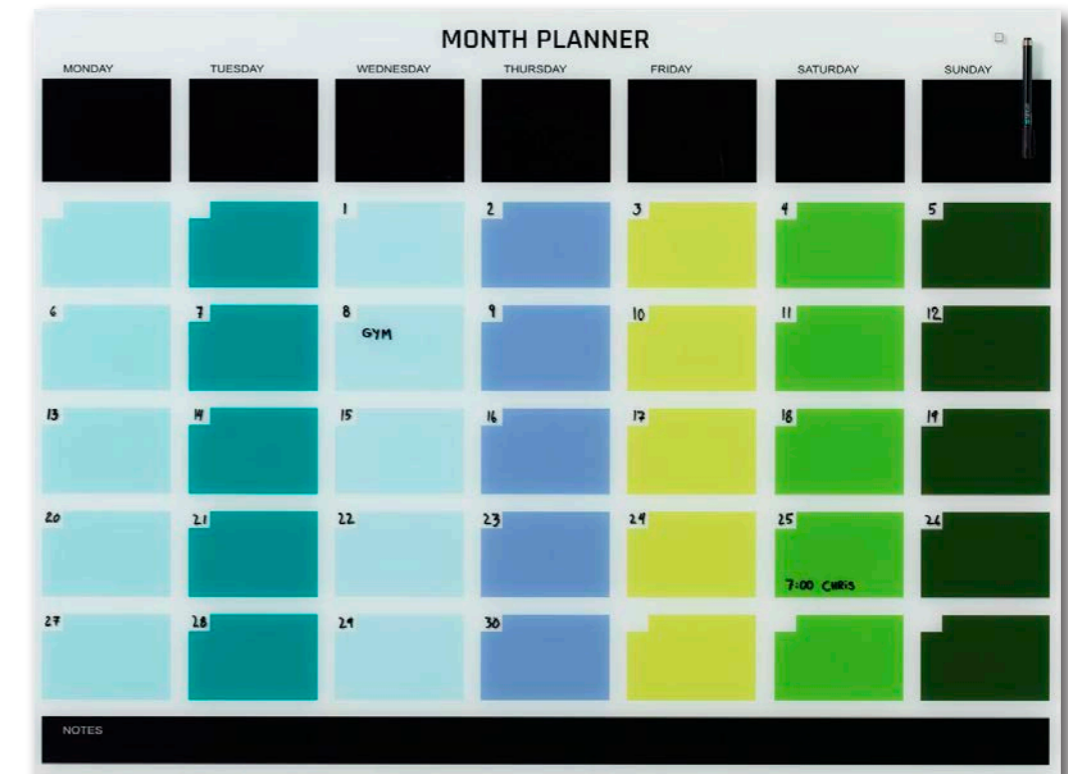 MONTH PLANNER
MONDAY TUESDAY WEDNESDAY THURSDAY FRIDAY SATURDAY SUNDAY
1 2 3 4 5
6 7 8 9 10 11 12
GYM
13 14 15 16 17 18 19
20 21 22 23 24 25 26
7:00 CHRIS
27 28 29 30
NOTES